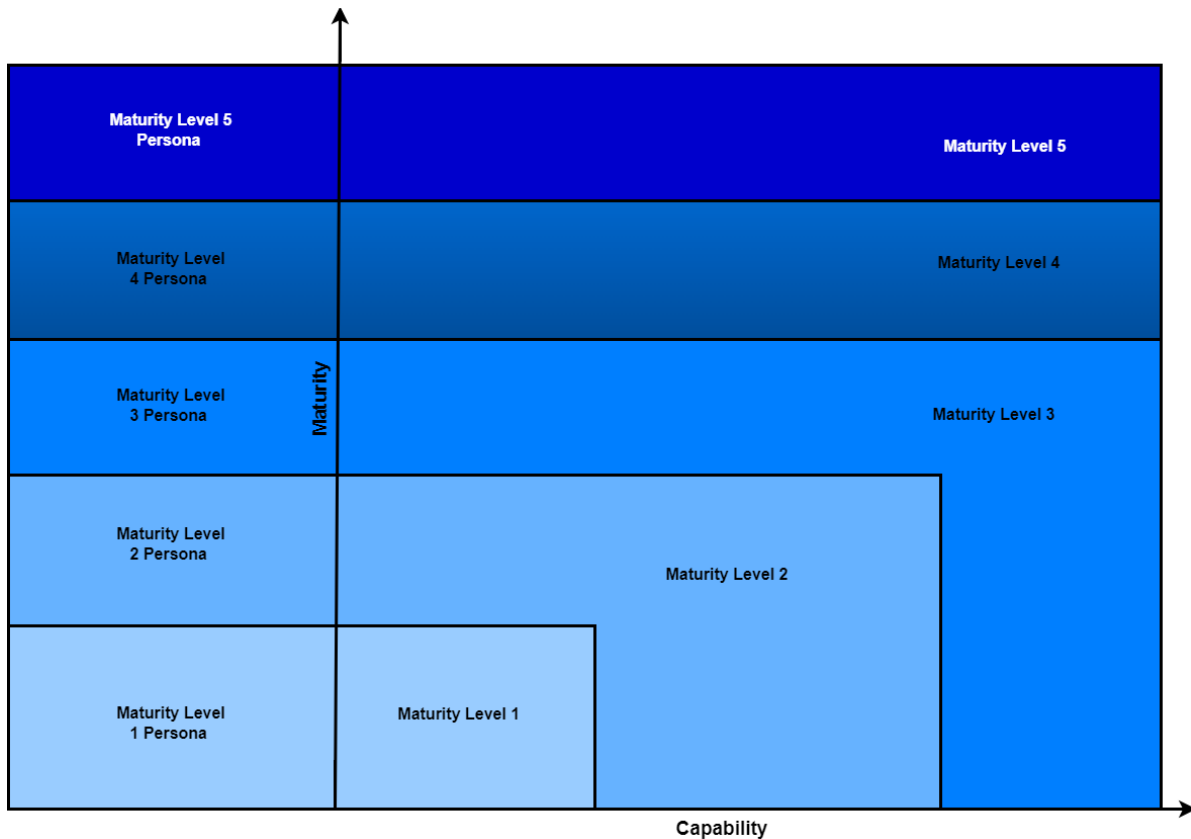 Maturity Level 5
Persona
Maturity Level 5
Maturity Level
4 Persona
Maturity Level 4
Maturity Level
3 Persona
Maturity
Maturity Level 3
Maturity Level
2 Persona
Maturity Level 2
Maturity Level
1 Persona
Maturity Level 1
Capability